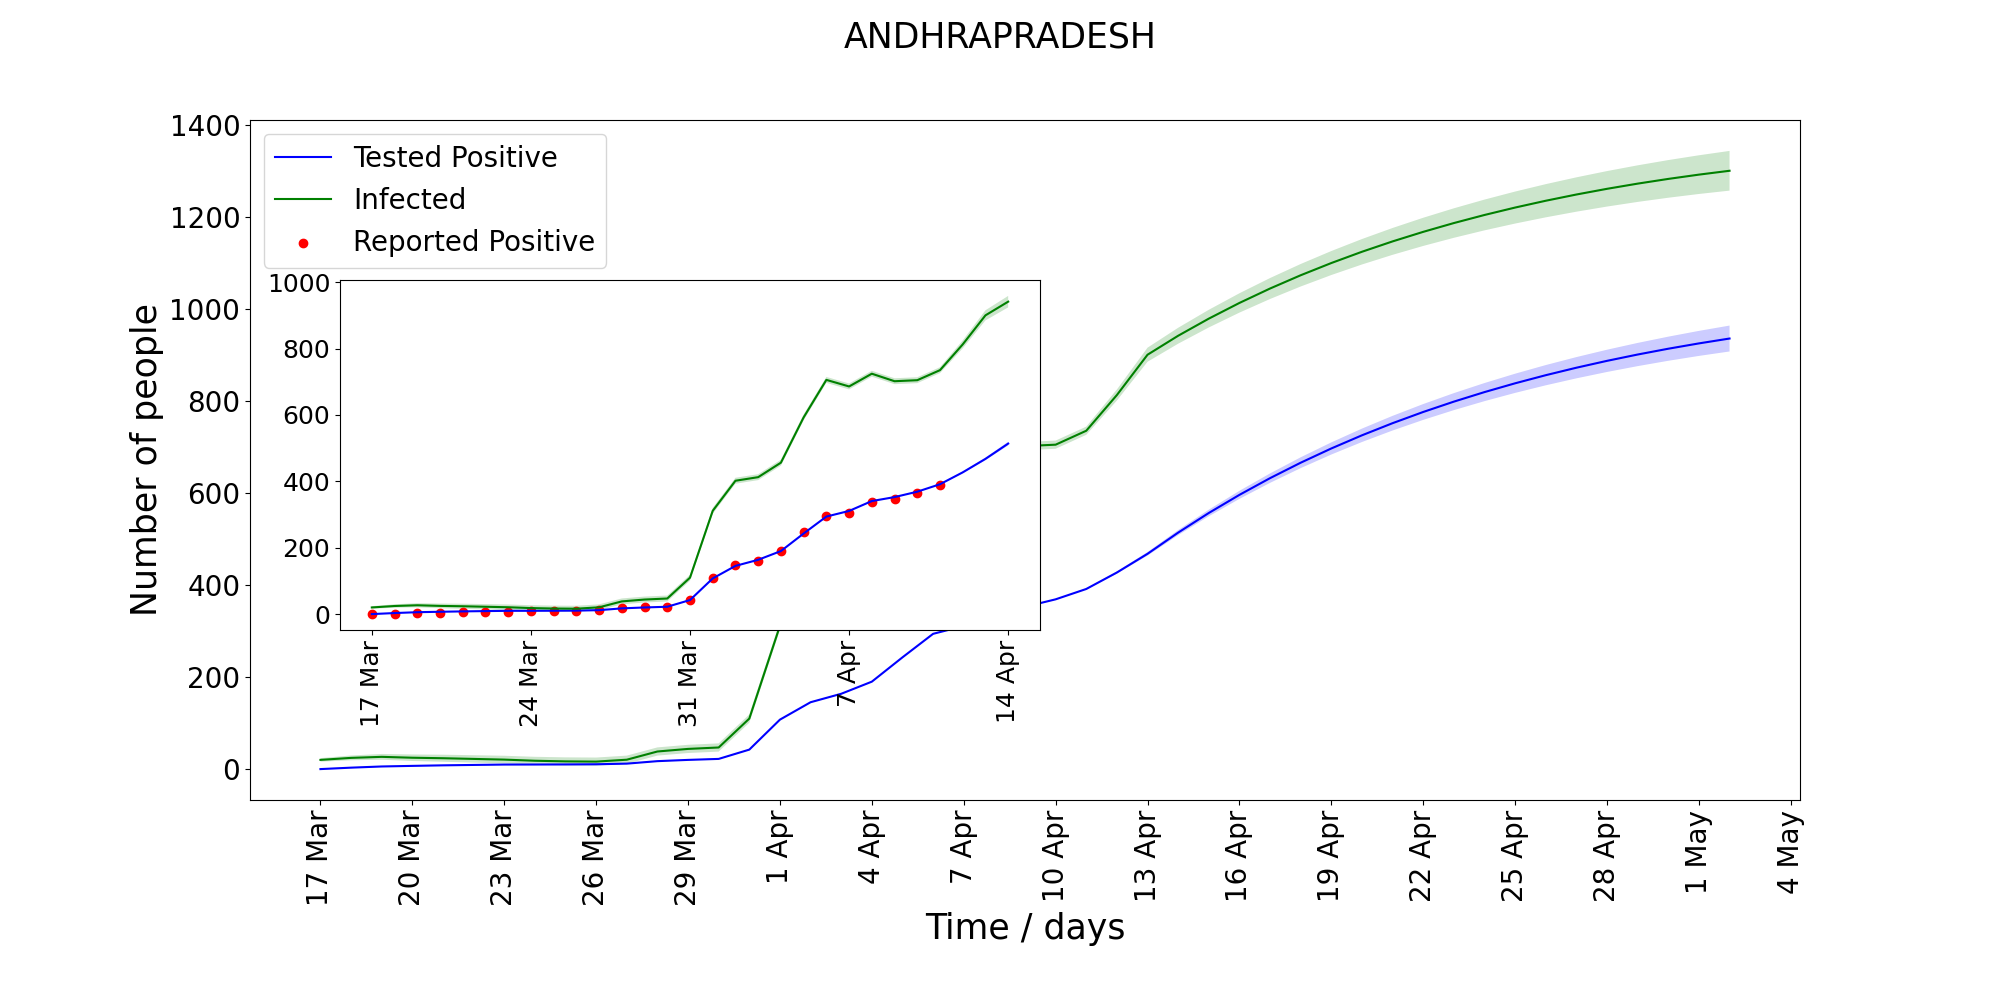 ANDHRAPRADESH
Tested Positive
Infected
Reported Positive
Number of people
1400
1200
1000
800
600
400
200
0
1000
800
600
400
200
0
17 Mar
24 Mar
31 Mar
7 Apr
14 Apr
17 Mar
20 Mar
23 Mar
26 Mar
29 Mar
1 Apr
4 Apr
7 Apr
10 Apr
13 Apr
16 Apr
19 Apr
22 Apr
25 Apr
28 Apr
1 May
4 May
Time / days